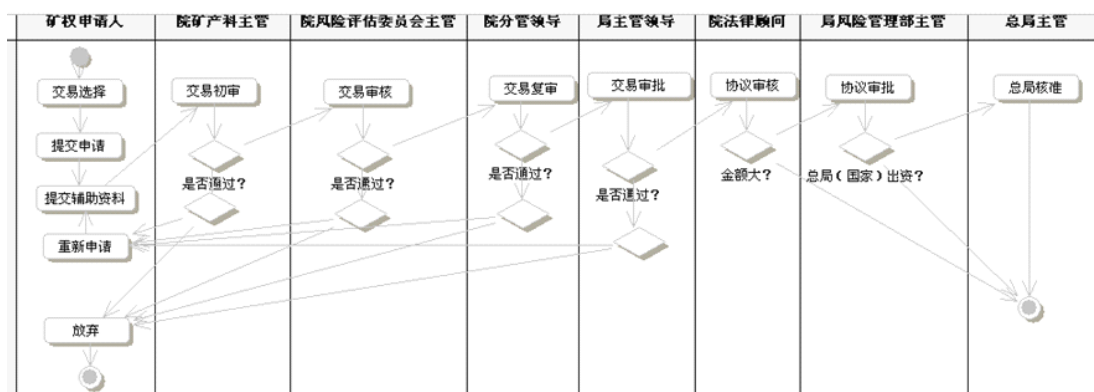 矿权申请人 院矿产科主管 院风险评估委员会主管 院分管领导 局主管领导 院法律顾问 局风险管理部主管 总局主管
交易选择 交易初审 交易审核 交易复审 交易审批 协议审核 协议审批 总局核准
提交申请
是否通过? 是否通过? 是否通过? 金额大? 总局(国家)出资?
提交辅助资料 是否通过?
重新申请
放弃